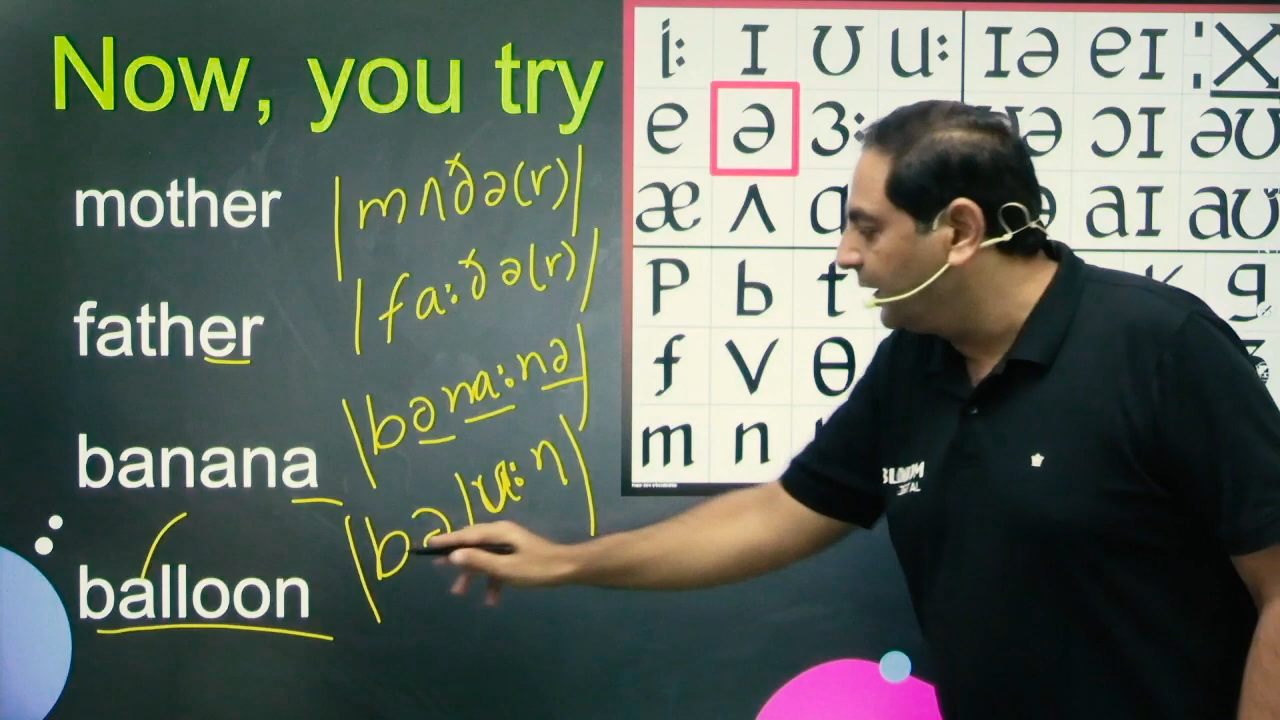 Now, you try
mother |mʌðə(r)|
father |fa:ðə(r)|
banana |bəna:nə|
balloon |bəlu:n|
i: ɪ ʊ u: ɪə eɪ
e ə ɜ: ɔɪ əʊ
æ ʌ aɪ aʊ
p b t g
f v θ
m n